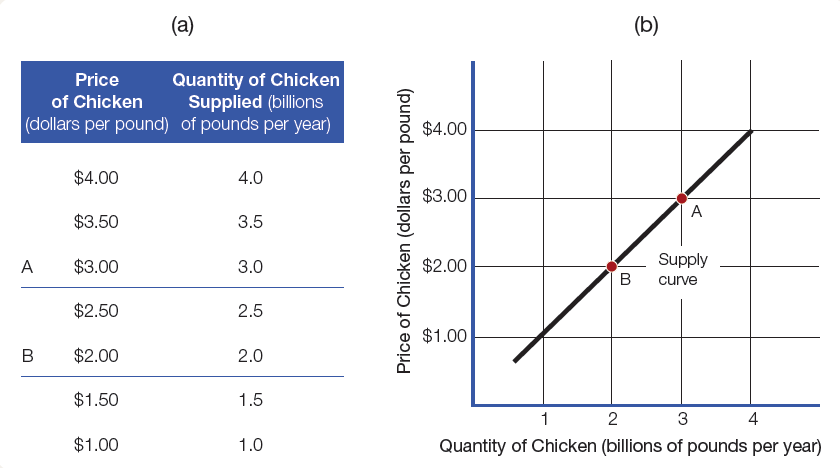 (a)
Price Quantity of Chicken
of Chicken Supplied (billions
(dollars per pound) of pounds per year)
$4.00 4.0
$3.50 3.5
A $3.00 3.0
$2.50 2.5
B $2.00 2.0
$1.50 1.5
$1.00 1.0
(b)
Price of Chicken (dollars per pound)
$4.00
$3.00
$2.00
$1.00
A
B
Supply
curve
1 2 3 4
Quantity of Chicken (billions of pounds per year)